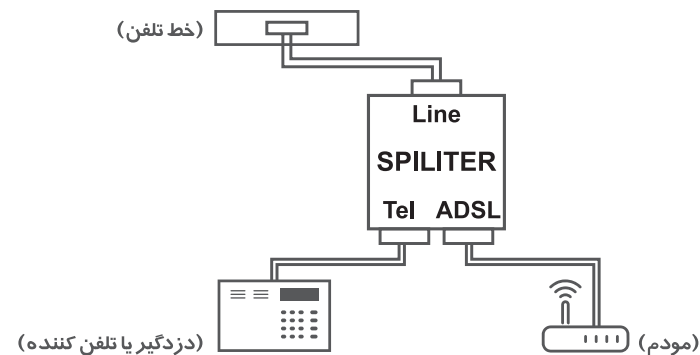 (خط تلفن)
Line
SPILITER
Tel ADSL
(دزدگیر یا تلفن کننده)
(مودم)